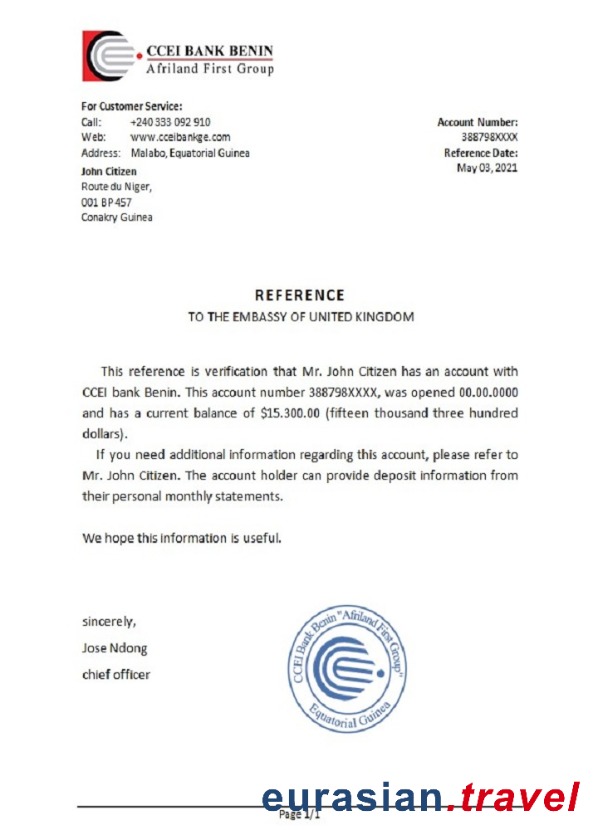 CCEI BANK BENIN
Afriland First Group
For Customer Service:
Call: +240 333 092 910
Web: www.cceibankge.com
Address: Malabo, Equatorial Guinea
Account Number:
388798XXXX
Reference Date:
May 03, 2021
John Citizen
Route du Niger,
001 BP 457
Conakry Guinea
REFERENCE
TO THE EMBASSY OF UNITED KINGDOM
This reference is verification that Mr. John Citizen has an account with
CCEI bank Benin. This account number 388798XXXX, was opened 00.00.0000
and has a current balance of $15.300.00 (fifteen thousand three hundred
dollars).
If you need additional information regarding this account, please refer to
Mr. John Citizen. The account holder can provide deposit information from
their personal monthly statements.
We hope this information is useful.
sincerely,
Jose Ndong
chief officer
CCEI Bank Benin "Afriland First Group"
Equatorial Guinea
eurasian.travel
Page 1/1